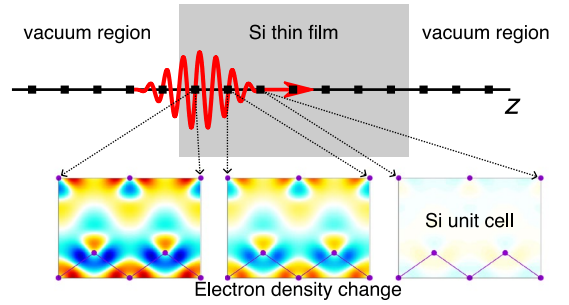 vacuum region
Si thin film
vacuum region
z
Si unit cell
Electron density change